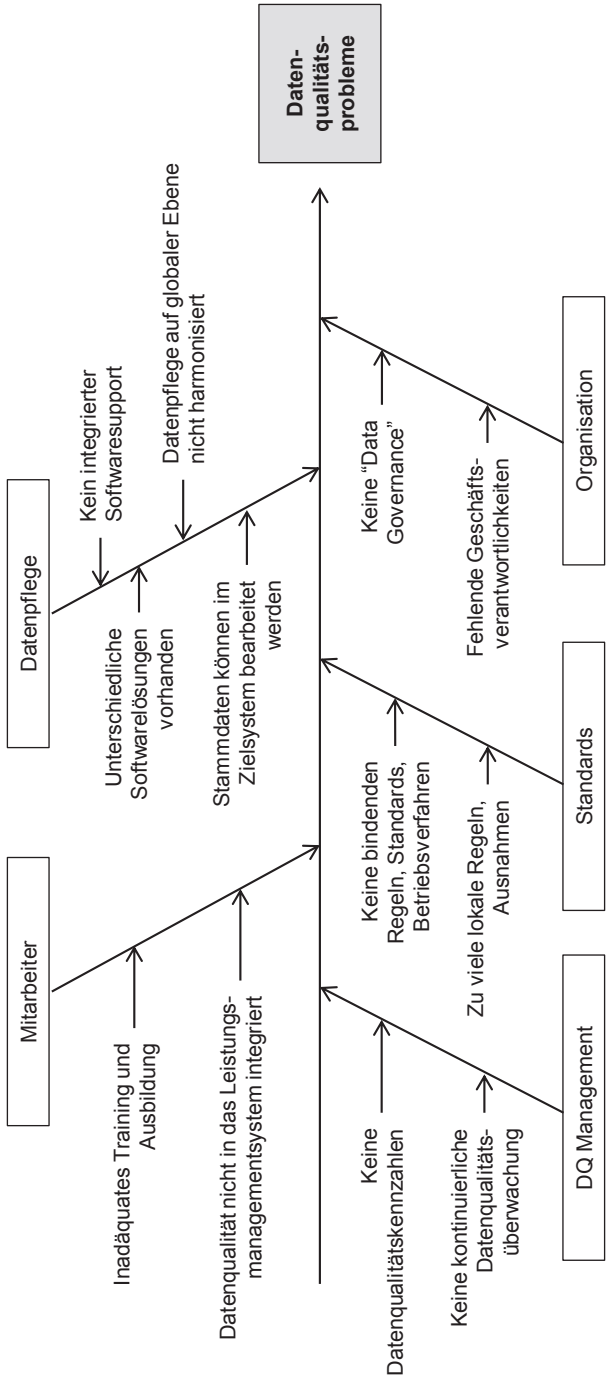 Mitarbeiter
Inadäquates Training und
Ausbildung
Datenqualität nicht in das Leistungs-
managementsystem integriert
Datenpflege
Kein integrierter
Softwaresupport
Unterschiedliche
Softwarelösungen
vorhanden
Datenpflege auf globaler Ebene
nicht harmonisiert
Stammdaten können im
Zielsystem bearbeitet
werden
Daten-
qualitäts-
probleme
Keine
Datenqualitätskennzahlen
Keine kontinuierliche
Datenqualitäts-
überwachung
DQ Management
Keine bindenden
Regeln, Standards,
Betriebsverfahren
Zu viele lokale Regeln,
Ausnahmen
Standards
Keine “Data
Governance”
Fehlende Geschäfts-
verantwortlichkeiten
Organisation